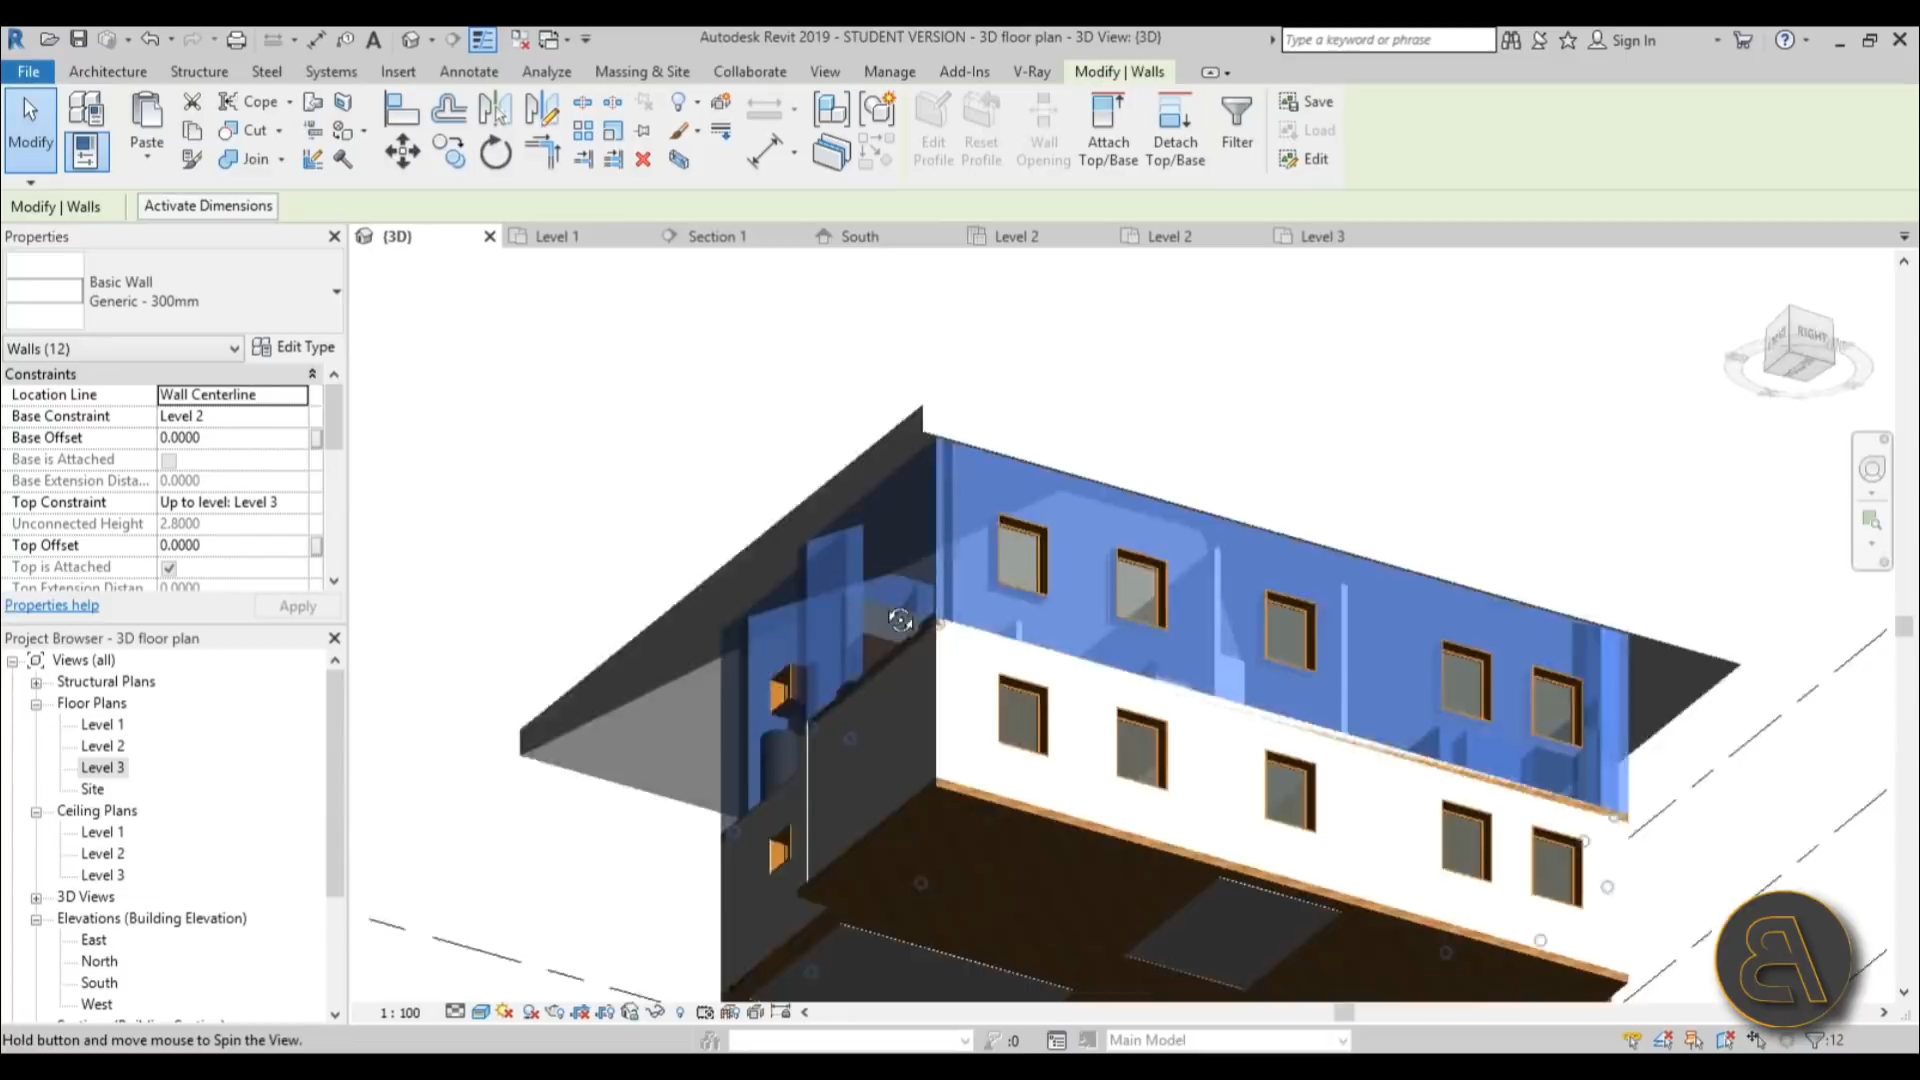 Autodesk Revit 2019 - STUDENT VERSION - 3D floor plan - 3D View: {3D}
Type a keyword or phrase
Sign In
File Architecture Structure Steel Systems Insert Annotate Analyze Massing & Site Collaborate View Manage Add-Ins V-Ray Modify | Walls
Modify
Paste
Cope
Cut
Join
Edit Profile
Reset Profile
Wall Opening
Attach Top/Base
Detach Top/Base
Filter
Save
Load
Edit
Modify | Walls Activate Dimensions
Properties
{3D} Level 1 Section 1 South Level 2 Level 2 Level 3
Basic Wall
Generic - 300mm
Walls (12) Edit Type
Constraints
Location Line Wall Centerline
Base Constraint Level 2
Base Offset 0.0000
Base is Attached
Base Extension Dista... 0.0000
Top Constraint Up to level: Level 3
Unconnected Height 2.8000
Top Offset 0.0000
Top is Attached
Top Extension Distan 0.0000
Properties help Apply
RIGHT
Project Browser - 3D floor plan
Views (all)
Structural Plans
Floor Plans
Level 1
Level 2
Level 3
Site
Ceiling Plans
Level 1
Level 2
Level 3
3D Views
Elevations (Building Elevation)
East
North
South
West
1 : 100
Hold button and move mouse to Spin the View.
:0
Main Model
:12